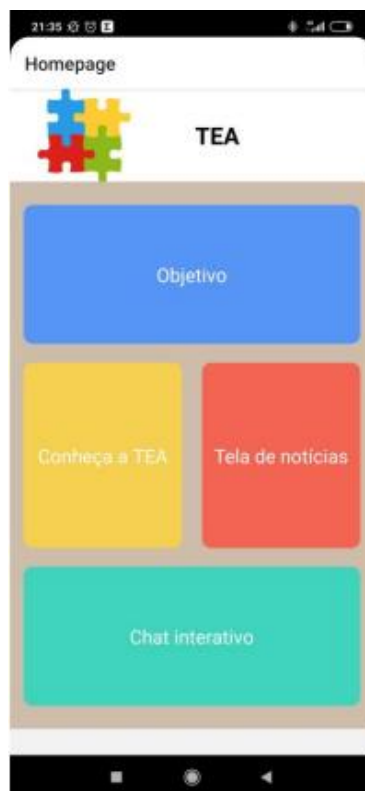 21:35
Homepage
TEA
Objetivo
Conheça a TEA
Tela de notícias
Chat interativo